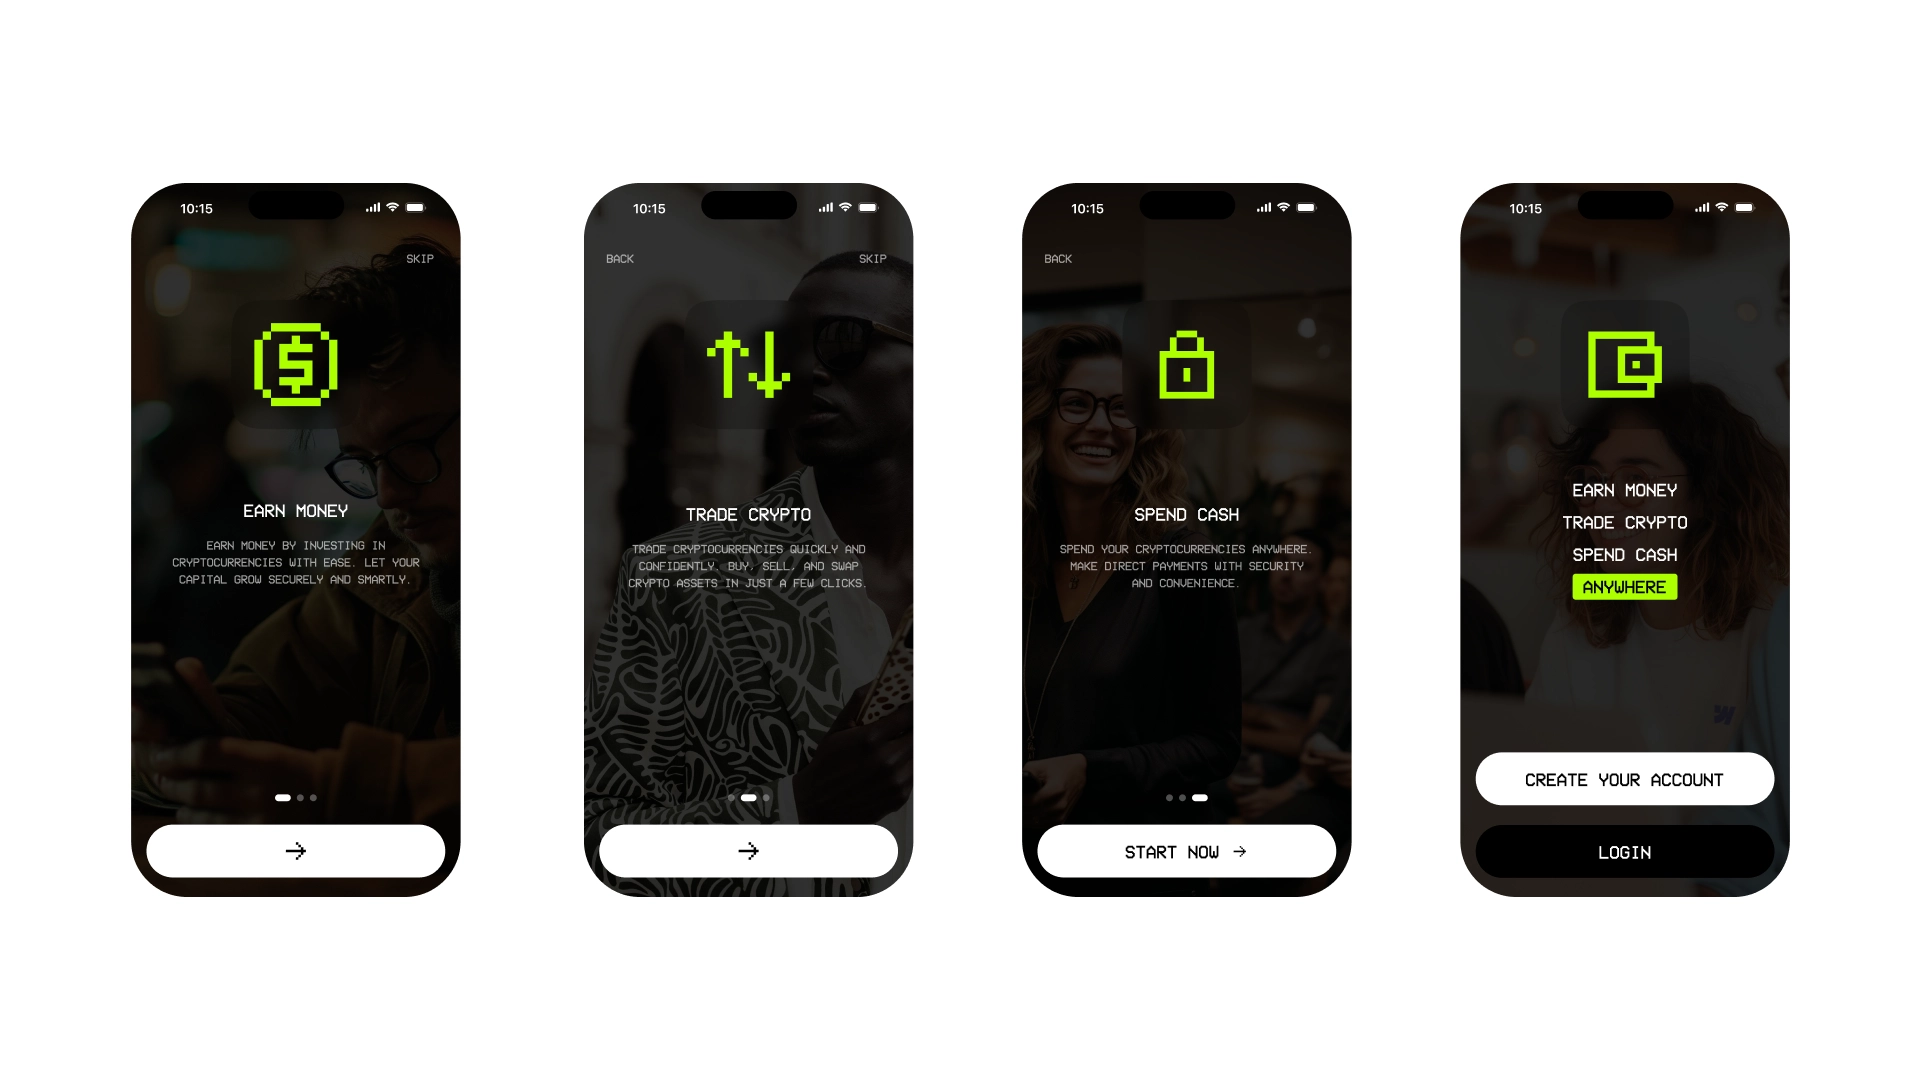 10:15
SKIP
EARN MONEY
EARN MONEY BY INVESTING IN
CRYPTOCURRENCIES WITH EASE. LET YOUR
CAPITAL GROW SECURELY AND SMARTLY.
10:15
BACK
SKIP
TRADE CRYPTO
TRADE CRYPTOCURRENCIES QUICKLY AND
CONFIDENTLY. BUY, SELL, AND SWAP
CRYPTO ASSETS IN JUST A FEW CLICKS.
10:15
BACK
SPEND CASH
SPEND YOUR CRYPTOCURRENCIES ANYWHERE.
MAKE DIRECT PAYMENTS WITH SECURITY
AND CONVENIENCE.
START NOW
10:15
EARN MONEY
TRADE CRYPTO
SPEND CASH
ANYWHERE
CREATE YOUR ACCOUNT
LOGIN